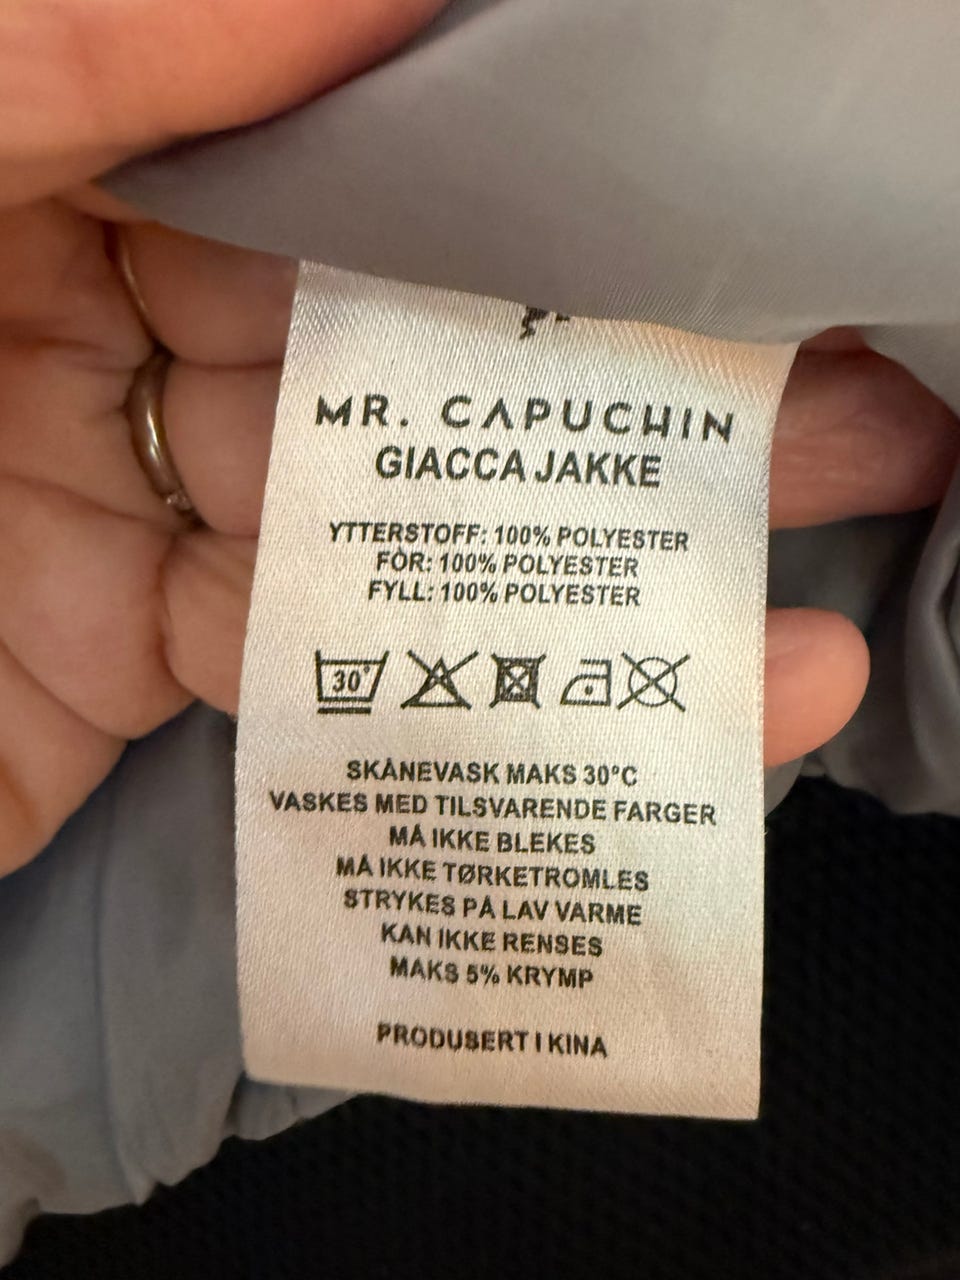 MR. CAPUCHIN
GIACCA JAKKE
YTTERSTOFF: 100% POLYESTER
FÔR: 100% POLYESTER
FYLL: 100% POLYESTER
30°
SKÅNEVASK MAKS 30°C
VASKES MED TILSVARENDE FARGER
MÅ IKKE BLEKES
MÅ IKKE TØRKETROMLES
STRYKES PÅ LAV VARME
KAN IKKE RENSES
MAKS 5% KRYMP
PRODUSERT I KINA